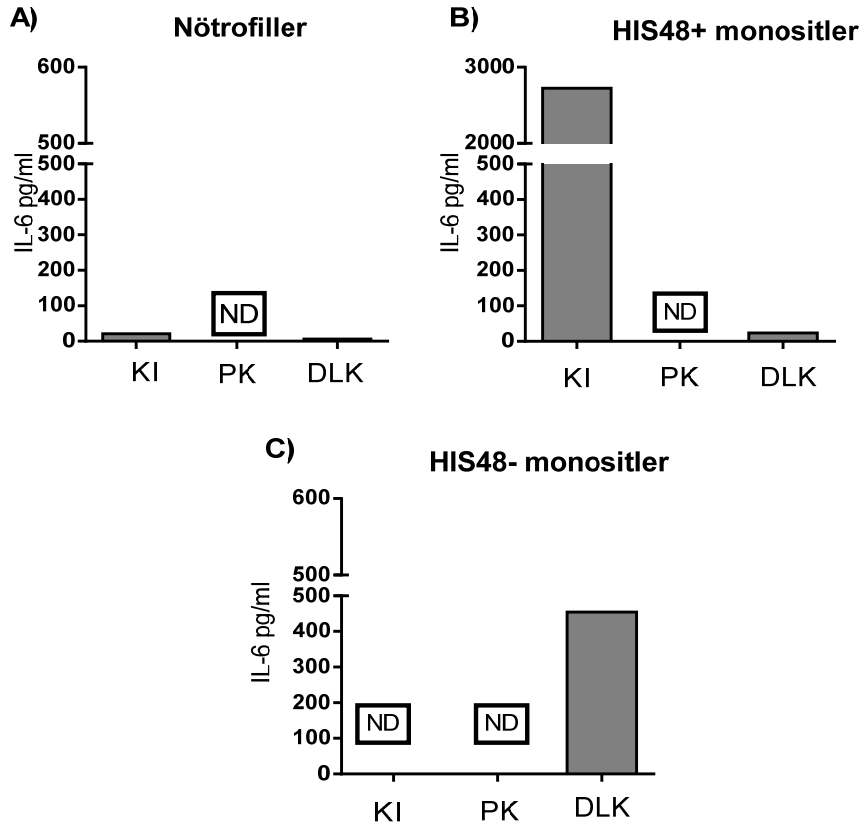 A)
Nötrofiller
IL-6 pg/ml
600
500
500
400
300
200
100
0
ND
KI PK DLK
B)
HIS48+ monositler
IL-6 pg/ml
3000
2000
500
400
300
200
100
0
ND
KI PK DLK
C)
HIS48- monositler
IL-6 pg/ml
600
500
500
400
300
200
100
0
ND ND
KI PK DLK